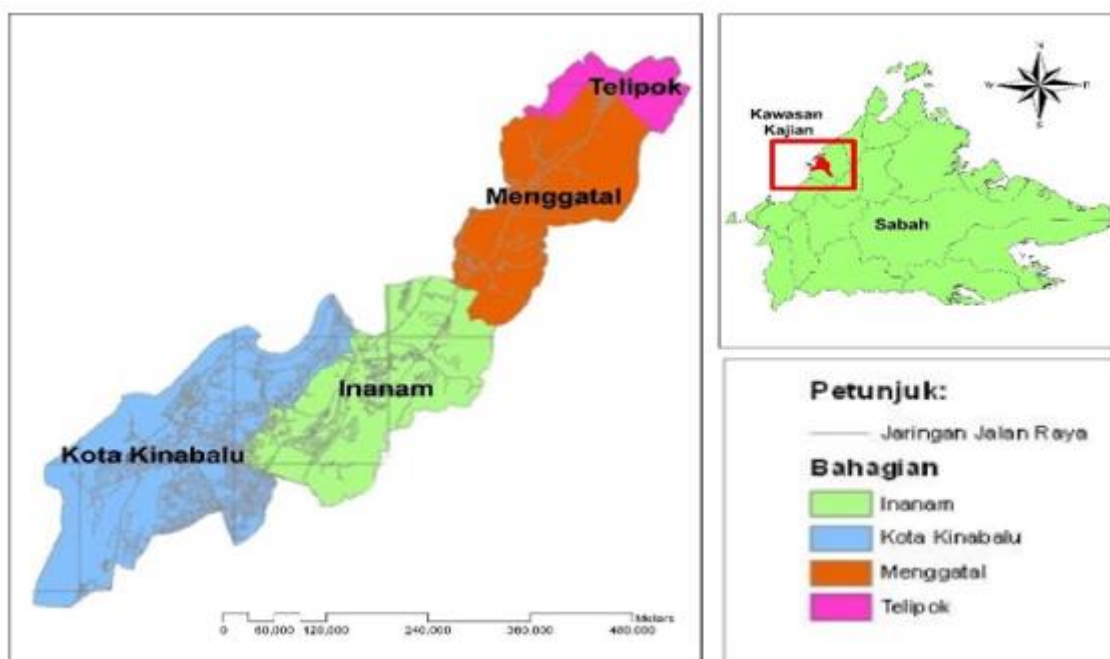 Telipok
Menggatal
Inanam
Kota Kinabalu
Meters
0 60,000 120,000 240,000 360,000 480,000
Kawasan
Kajian
Sabah
N
S
Petunjuk:
Jaringan Jalan Raya
Bahagian
Inanam
Kota Kinabalu
Menggatal
Telipok